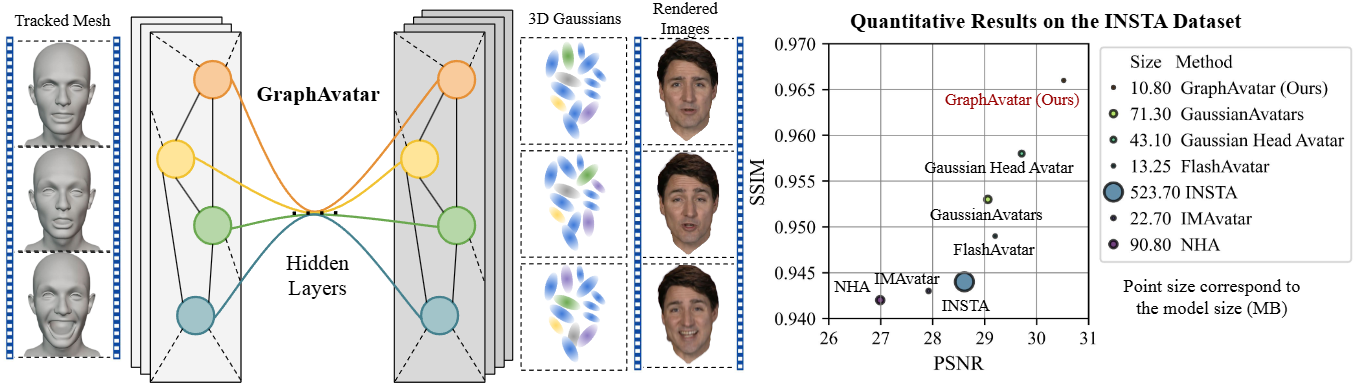 Tracked Mesh
GraphAvatar
Hidden
Layers
3D Gaussians
Rendered
Images
Quantitative Results on the INSTA Dataset
SSIM
0.970
0.965
0.960
0.955
0.950
0.945
0.940
26
27
28
29
30
31
PSNR
GraphAvatar (Ours)
Gaussian Head Avatar
GaussianAvatars
FlashAvatar
NHA
IMAvatar
INSTA
Size Method
10.80 GraphAvatar (Ours)
71.30 GaussianAvatars
43.10 Gaussian Head Avatar
13.25 FlashAvatar
523.70 INSTA
22.70 IMAvatar
90.80 NHA
Point size correspond to
the model size (MB)